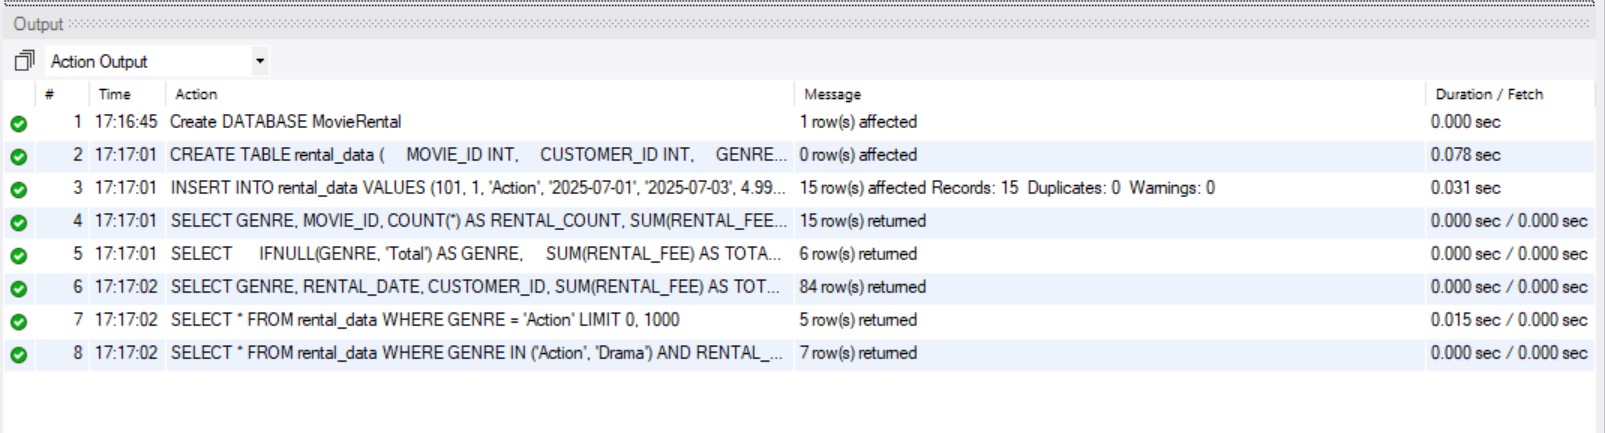 Output
Action Output
# Time Action Message Duration / Fetch
1 17:16:45 Create DATABASE MovieRental 1 row(s) affected 0.000 sec
2 17:17:01 CREATE TABLE rental_data ( MOVIE_ID INT, CUSTOMER_ID INT, GENRE... 0 row(s) affected 0.078 sec
3 17:17:01 INSERT INTO rental_data VALUES (101, 1, 'Action', '2025-07-01', '2025-07-03', 4.99... 15 row(s) affected Records: 15 Duplicates: 0 Warnings: 0 0.031 sec
4 17:17:01 SELECT GENRE, MOVIE_ID, COUNT(*) AS RENTAL_COUNT, SUM(RENTAL_FEE... 15 row(s) returned 0.000 sec / 0.000 sec
5 17:17:01 SELECT IFNULL(GENRE, 'Total') AS GENRE, SUM(RENTAL_FEE) AS TOTA... 6 row(s) returned 0.000 sec / 0.000 sec
6 17:17:02 SELECT GENRE, RENTAL_DATE, CUSTOMER_ID, SUM(RENTAL_FEE) AS TOT... 84 row(s) returned 0.000 sec / 0.000 sec
7 17:17:02 SELECT * FROM rental_data WHERE GENRE = 'Action' LIMIT 0, 1000 5 row(s) returned 0.015 sec / 0.000 sec
8 17:17:02 SELECT * FROM rental_data WHERE GENRE IN ('Action', 'Drama') AND RENTAL_... 7 row(s) returned 0.000 sec / 0.000 sec